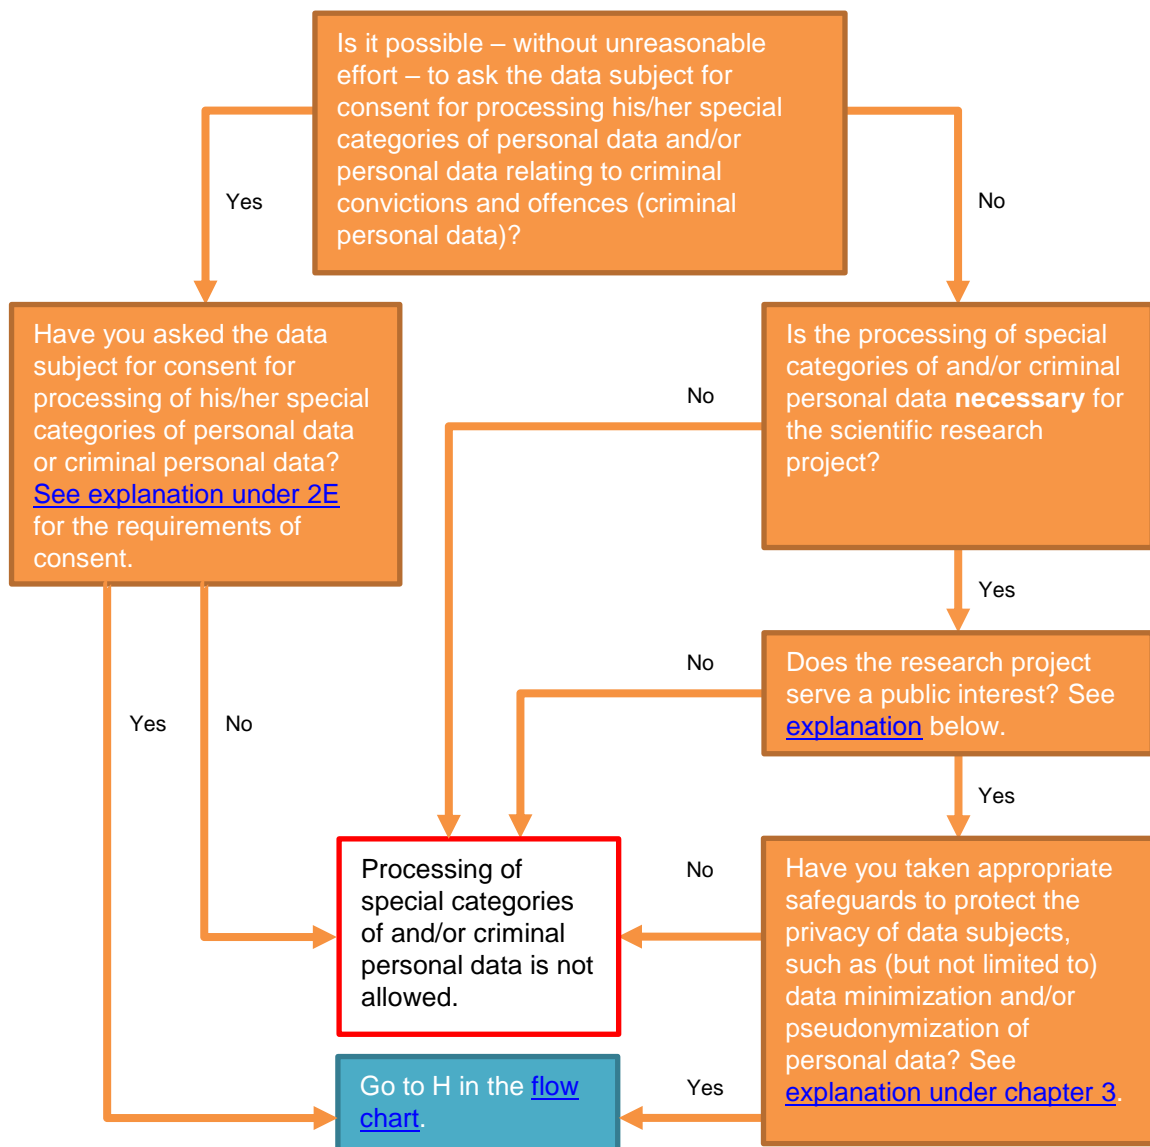 Is it possible – without unreasonable
effort – to ask the data subject for
consent for processing his/her special
categories of personal data and/or
personal data relating to criminal
convictions and offences (criminal
personal data)?
Yes
No
Have you asked the data
subject for consent for
processing of his/her special
categories of personal data
or criminal personal data?
See explanation under 2E
for the requirements of
consent.
No
Is the processing of special
categories of and/or criminal
personal data necessary for
the scientific research
project?
Yes
No
Does the research project
serve a public interest? See
explanation below.
Yes
No
Yes
Processing of
special categories
of and/or criminal
personal data is not
allowed.
No
Have you taken appropriate
safeguards to protect the
privacy of data subjects,
such as (but not limited to)
data minimization and/or
pseudonymization of
personal data? See
explanation under chapter 3.
Go to H in the flow
chart.
Yes